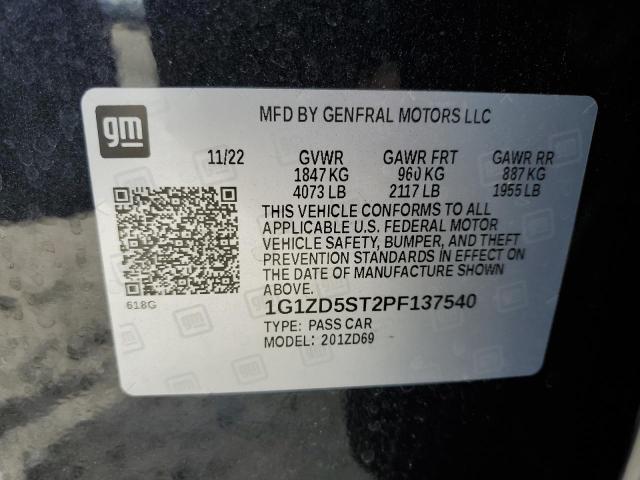 gm
MFD BY GENERAL MOTORS LLC
11/22 GVWR GAWR FRT GAWR RR
1847 KG 960 KG 887 KG
4073 LB 2117 LB 1955 LB
THIS VEHICLE CONFORMS TO ALL
APPLICABLE U.S. FEDERAL MOTOR
VEHICLE SAFETY, BUMPER, AND THEFT
PREVENTION STANDARDS IN EFFECT ON
THE DATE OF MANUFACTURE SHOWN
ABOVE.
618G
1G1ZD5ST2PF137540
TYPE: PASS CAR
MODEL: 201ZD69